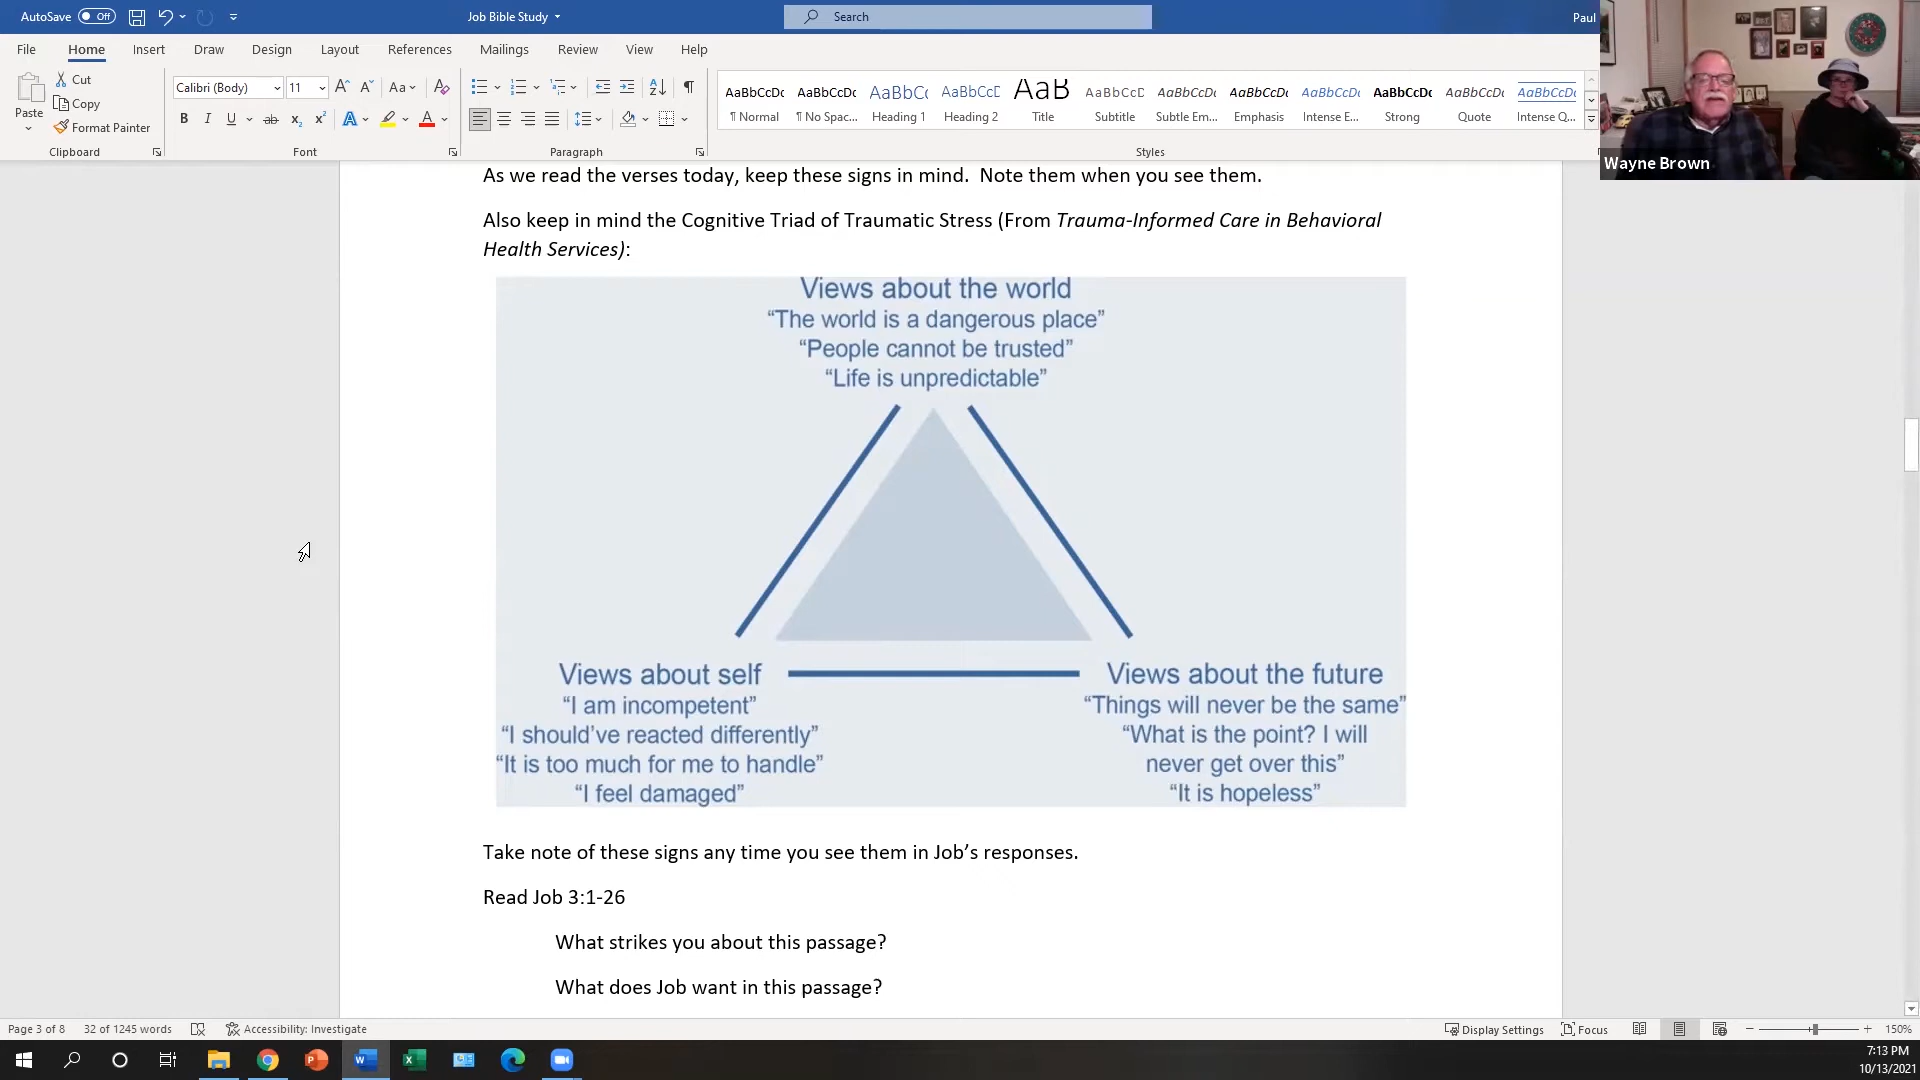 AutoSave Off
Job Bible Study
Search
Paul
File Home Insert Draw Design Layout References Mailings Review View Help
Paste
Cut
Copy
Format Painter
Calibri (Body) 11
AaBbCcDc AaBbCcDc AaBbC AaBbCcD AaB AaBbCcD AaBbCcDc AaBbCcDc AaBbCcDc AaBbCcDc AaBbCcDc AaBbCcDc
¶ Normal ¶ No Spac... Heading 1 Heading 2 Title Subtitle Subtle Em... Emphasis Intense E... Strong Quote Intense Q...
Clipboard Font Paragraph Styles
Wayne Brown
As we read the verses today, keep these signs in mind.  Note them when you see them.
Also keep in mind the Cognitive Triad of Traumatic Stress (From Trauma-Informed Care in Behavioral
Health Services):
Views about the world
“The world is a dangerous place”
“People cannot be trusted”
“Life is unpredictable”
Views about self
“I am incompetent”
“I should’ve reacted differently”
“It is too much for me to handle”
“I feel damaged”
Views about the future
“Things will never be the same”
“What is the point? I will
never get over this”
“It is hopeless”
Take note of these signs any time you see them in Job’s responses.
Read Job 3:1-26
What strikes you about this passage?
What does Job want in this passage?
Page 3 of 8 32 of 1245 words Accessibility: Investigate Display Settings Focus 150%
7:13 PM
10/13/2021